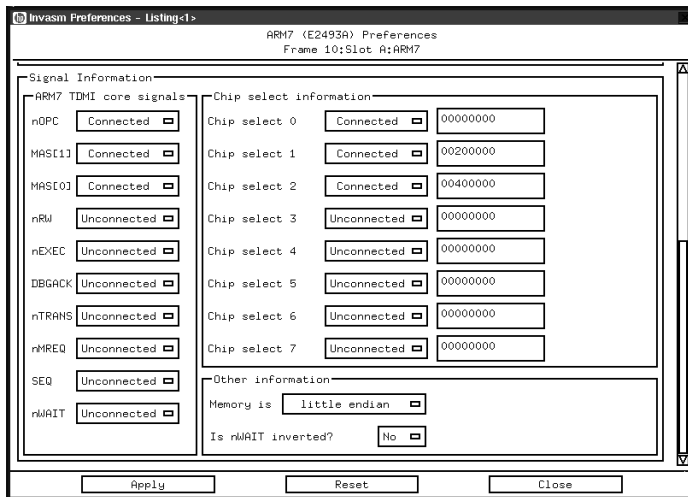 Invasm Preferences - Listing<1>
ARM7 (E2493A) Preferences
Frame 10:Slot A:ARM7
Signal Information
ARM7 TDMI core signals
nOPC Connected
MAS[1] Connected
MAS[0] Connected
nRW Unconnected
nEXEC Unconnected
DBGACK Unconnected
nTRANS Unconnected
nMREQ Unconnected
SEQ Unconnected
nWAIT Unconnected
Chip select information
Chip select 0 Connected 00000000
Chip select 1 Connected 00200000
Chip select 2 Connected 00400000
Chip select 3 Unconnected 00000000
Chip select 4 Unconnected 00000000
Chip select 5 Unconnected 00000000
Chip select 6 Unconnected 00000000
Chip select 7 Unconnected 00000000
Other information
Memory is little endian
Is nWAIT inverted? No
Apply Reset Close